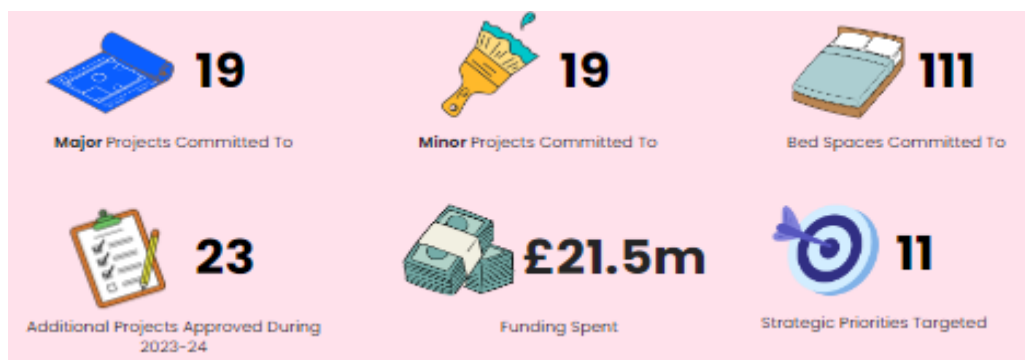 19
Major Projects Committed To
19
Minor Projects Committed To
111
Bed Spaces Committed To
23
Additional Projects Approved During
2023-24
£21.5m
Funding Spent
11
Strategic Priorities Targeted